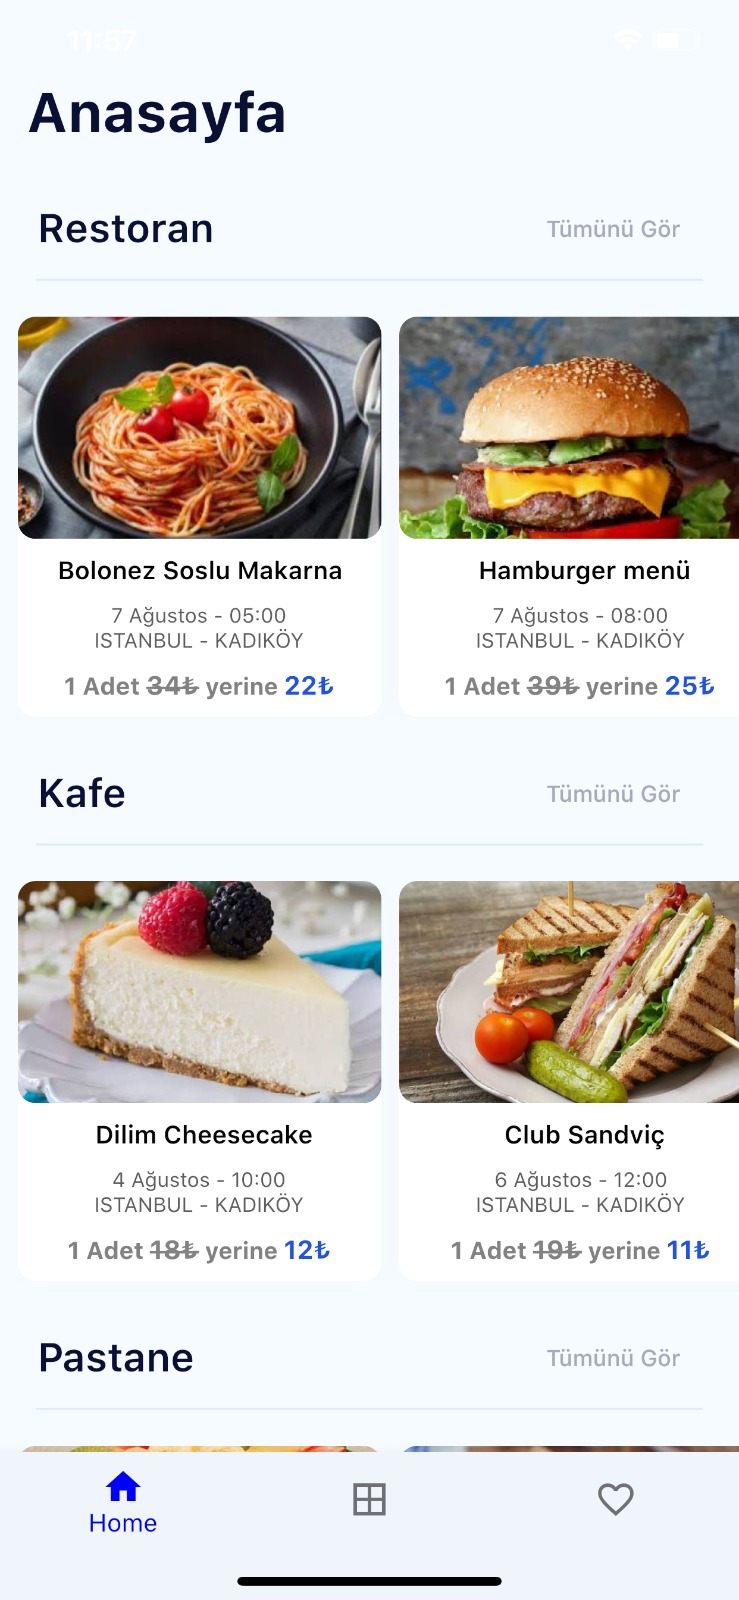 11:57
Anasayfa
Restoran
Tümünü Gör
Bolonez Soslu Makarna
7 Ağustos - 05:00
ISTANBUL - KADIKÖY
1 Adet 34₺ yerine 22₺
Hamburger menü
7 Ağustos - 08:00
ISTANBUL - KADIKÖY
1 Adet 39₺ yerine 25₺
Kafe
Tümünü Gör
Dilim Cheesecake
4 Ağustos - 10:00
ISTANBUL - KADIKÖY
1 Adet 18₺ yerine 12₺
Club Sandviç
6 Ağustos - 12:00
ISTANBUL - KADIKÖY
1 Adet 19₺ yerine 11₺
Pastane
Tümünü Gör
Home